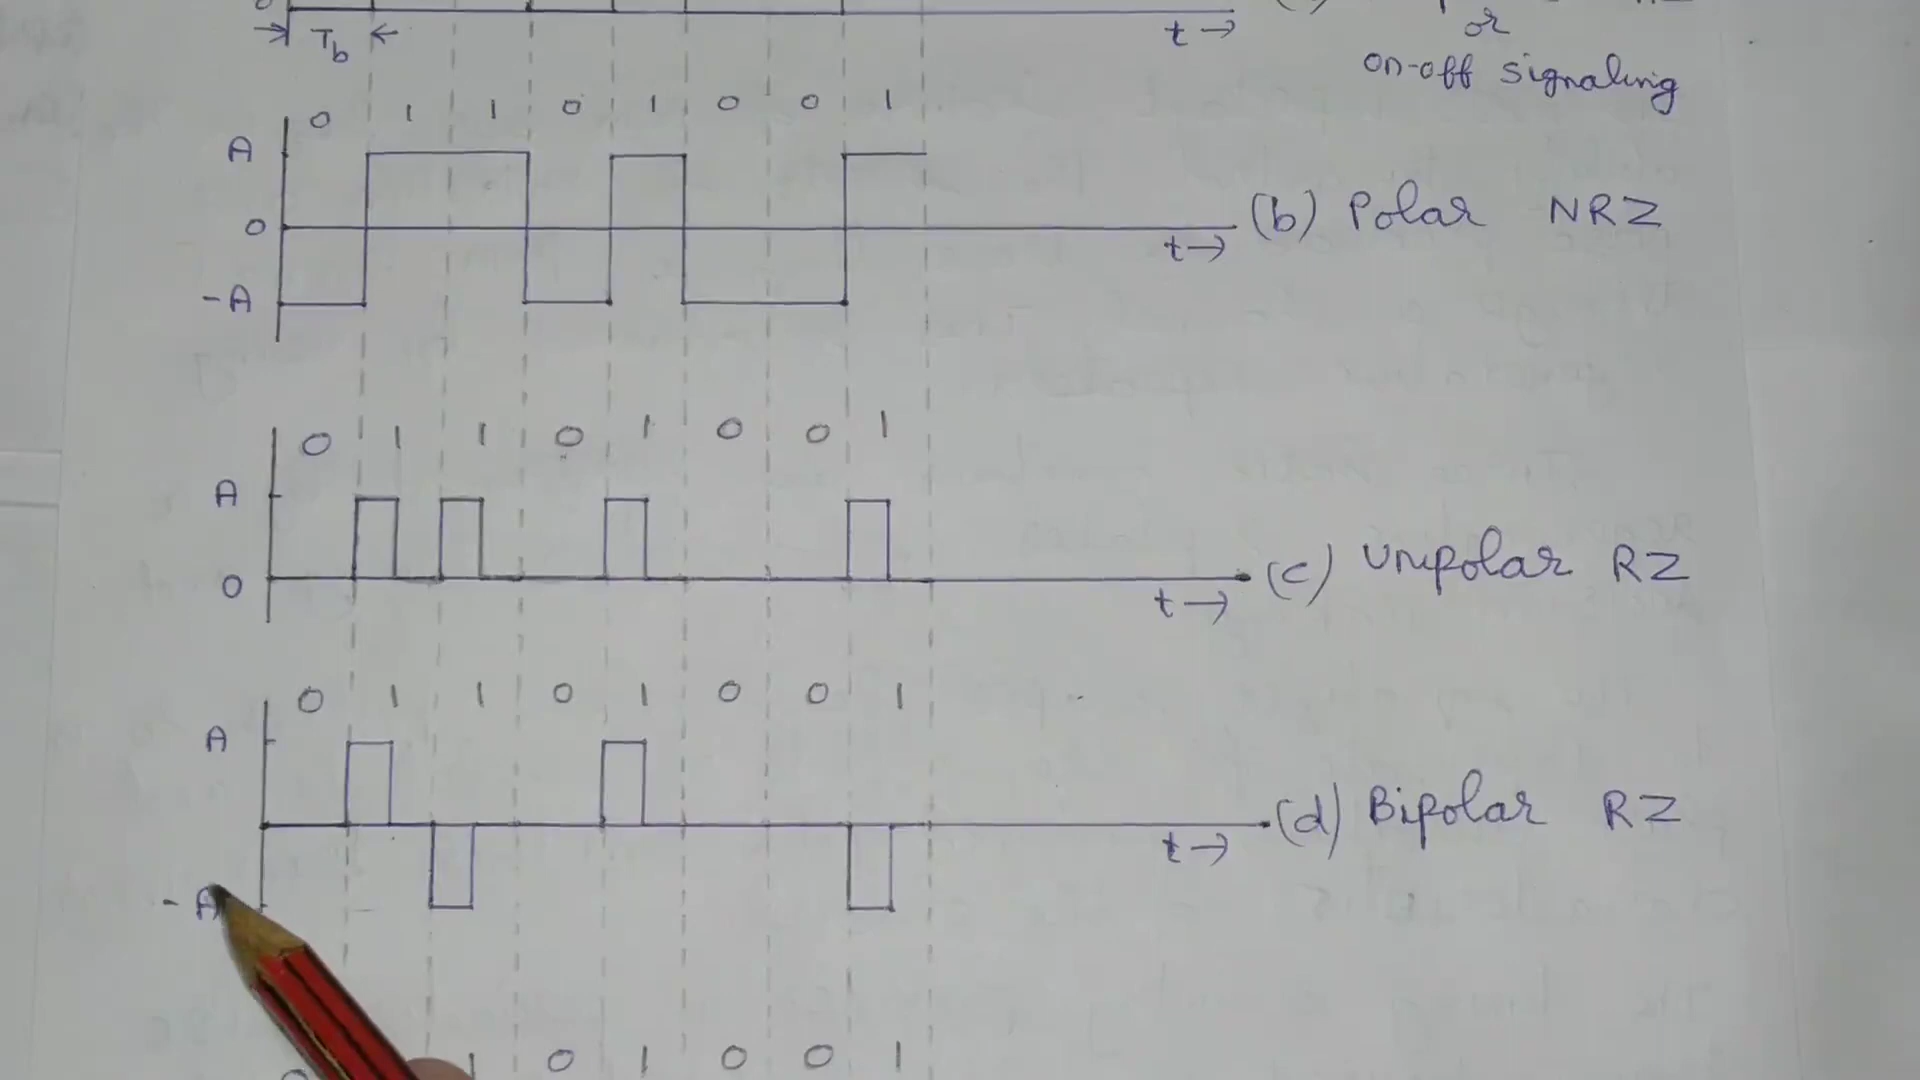 Tb
t →
or
on-off signaling
0 1 1 0 1 0 0 1
A
0
-A
t →
(b) Polar NRZ
0 1 1 0 1 0 0 1
A
0
t →
(c) Unipolar RZ
0 1 1 0 1 0 0 1
A
- A
t →
(d) Bipolar RZ
1 0 1 0 0 1